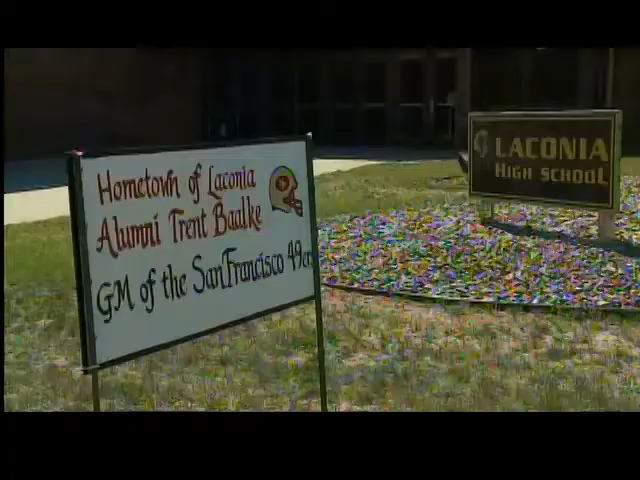 Hometown of Laconia
Alumni Trent Baalke
GM of the San Francisco 49ers
LACONIA
HIGH SCHOOL